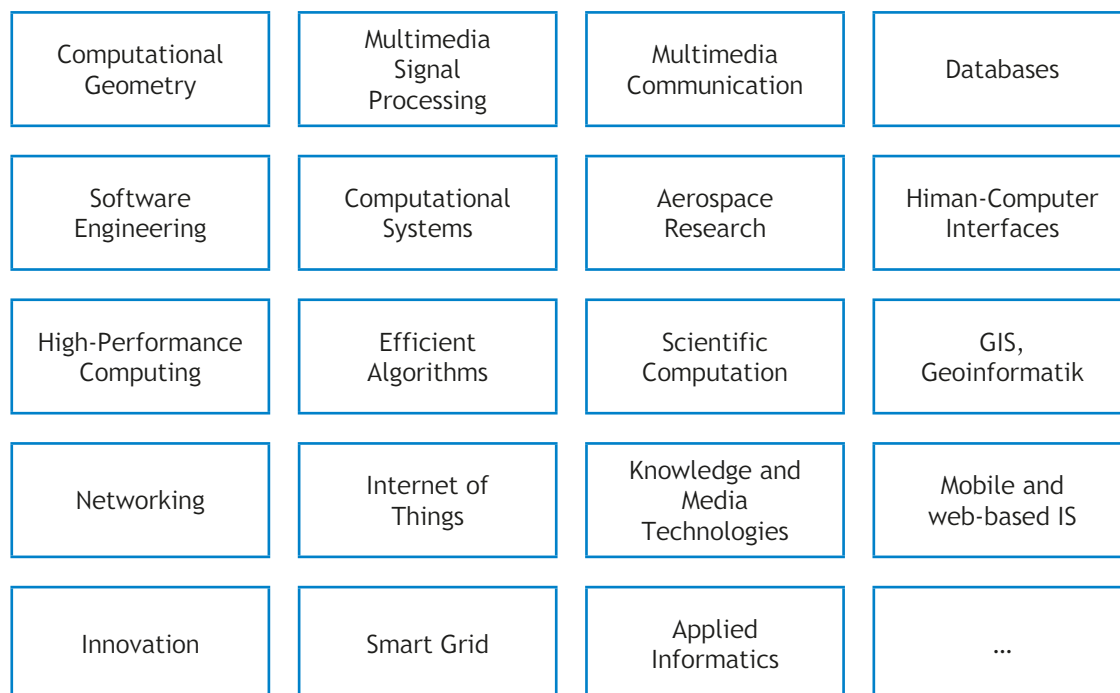 Computational
Geometry
Multimedia
Signal
Processing
Multimedia
Communication
Databases
Software
Engineering
Computational
Systems
Aerospace
Research
Himan-Computer
Interfaces
High-Performance
Computing
Efficient
Algorithms
Scientific
Computation
GIS,
Geoinformatik
Networking
Internet of
Things
Knowledge and
Media
Technologies
Mobile and
web-based IS
Innovation
Smart Grid
Applied
Informatics
…